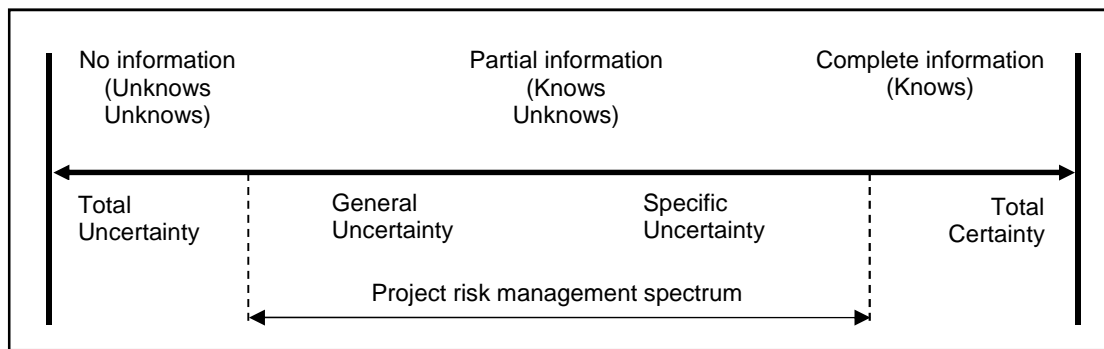 No information
(Unknows
Unknows)
Partial information
(Knows
Unknows)
Complete information
(Knows)
Total
Uncertainty
General
Uncertainty
Specific
Uncertainty
Total
Certainty
Project risk management spectrum